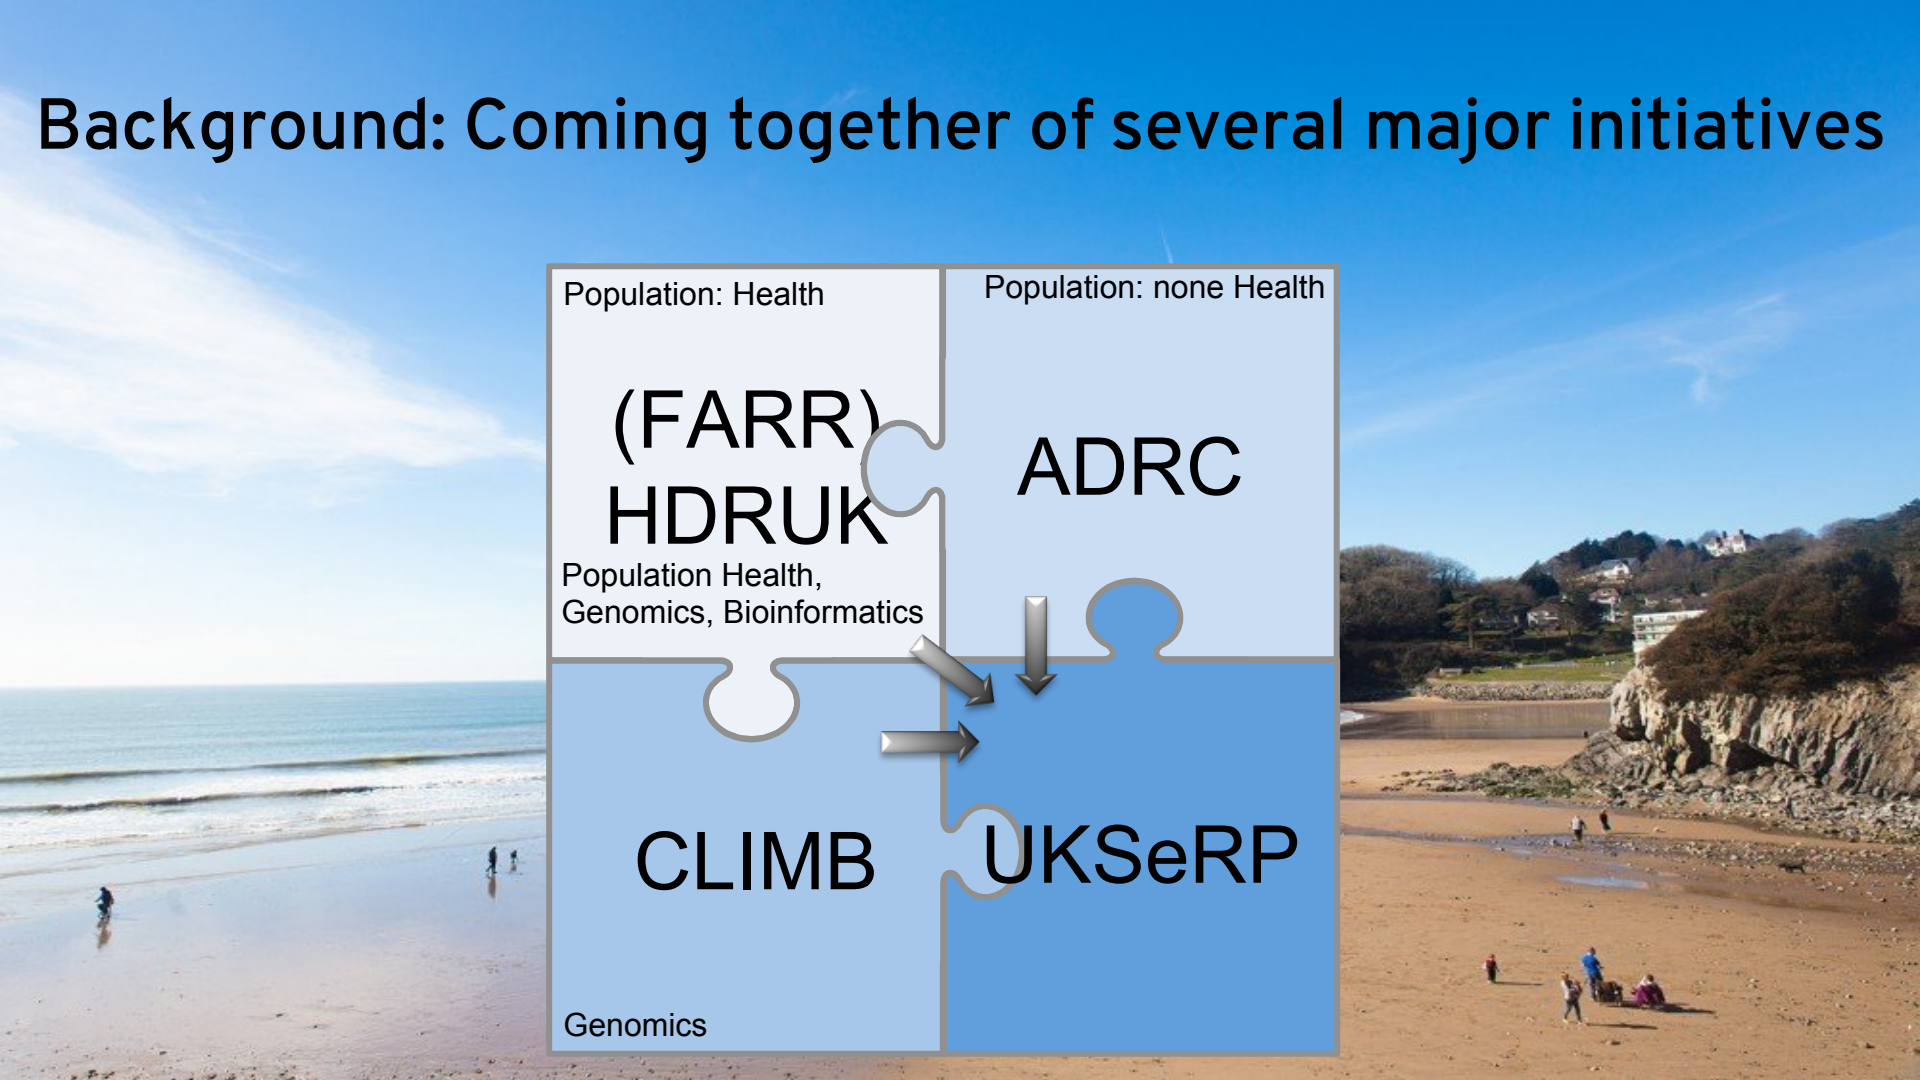 Background: Coming together of several major initiatives
Population: Health
Population: none Health
(FARR)
HDRUK
ADRC
Population Health,
Genomics, Bioinformatics
CLIMB
UKSeRP
Genomics